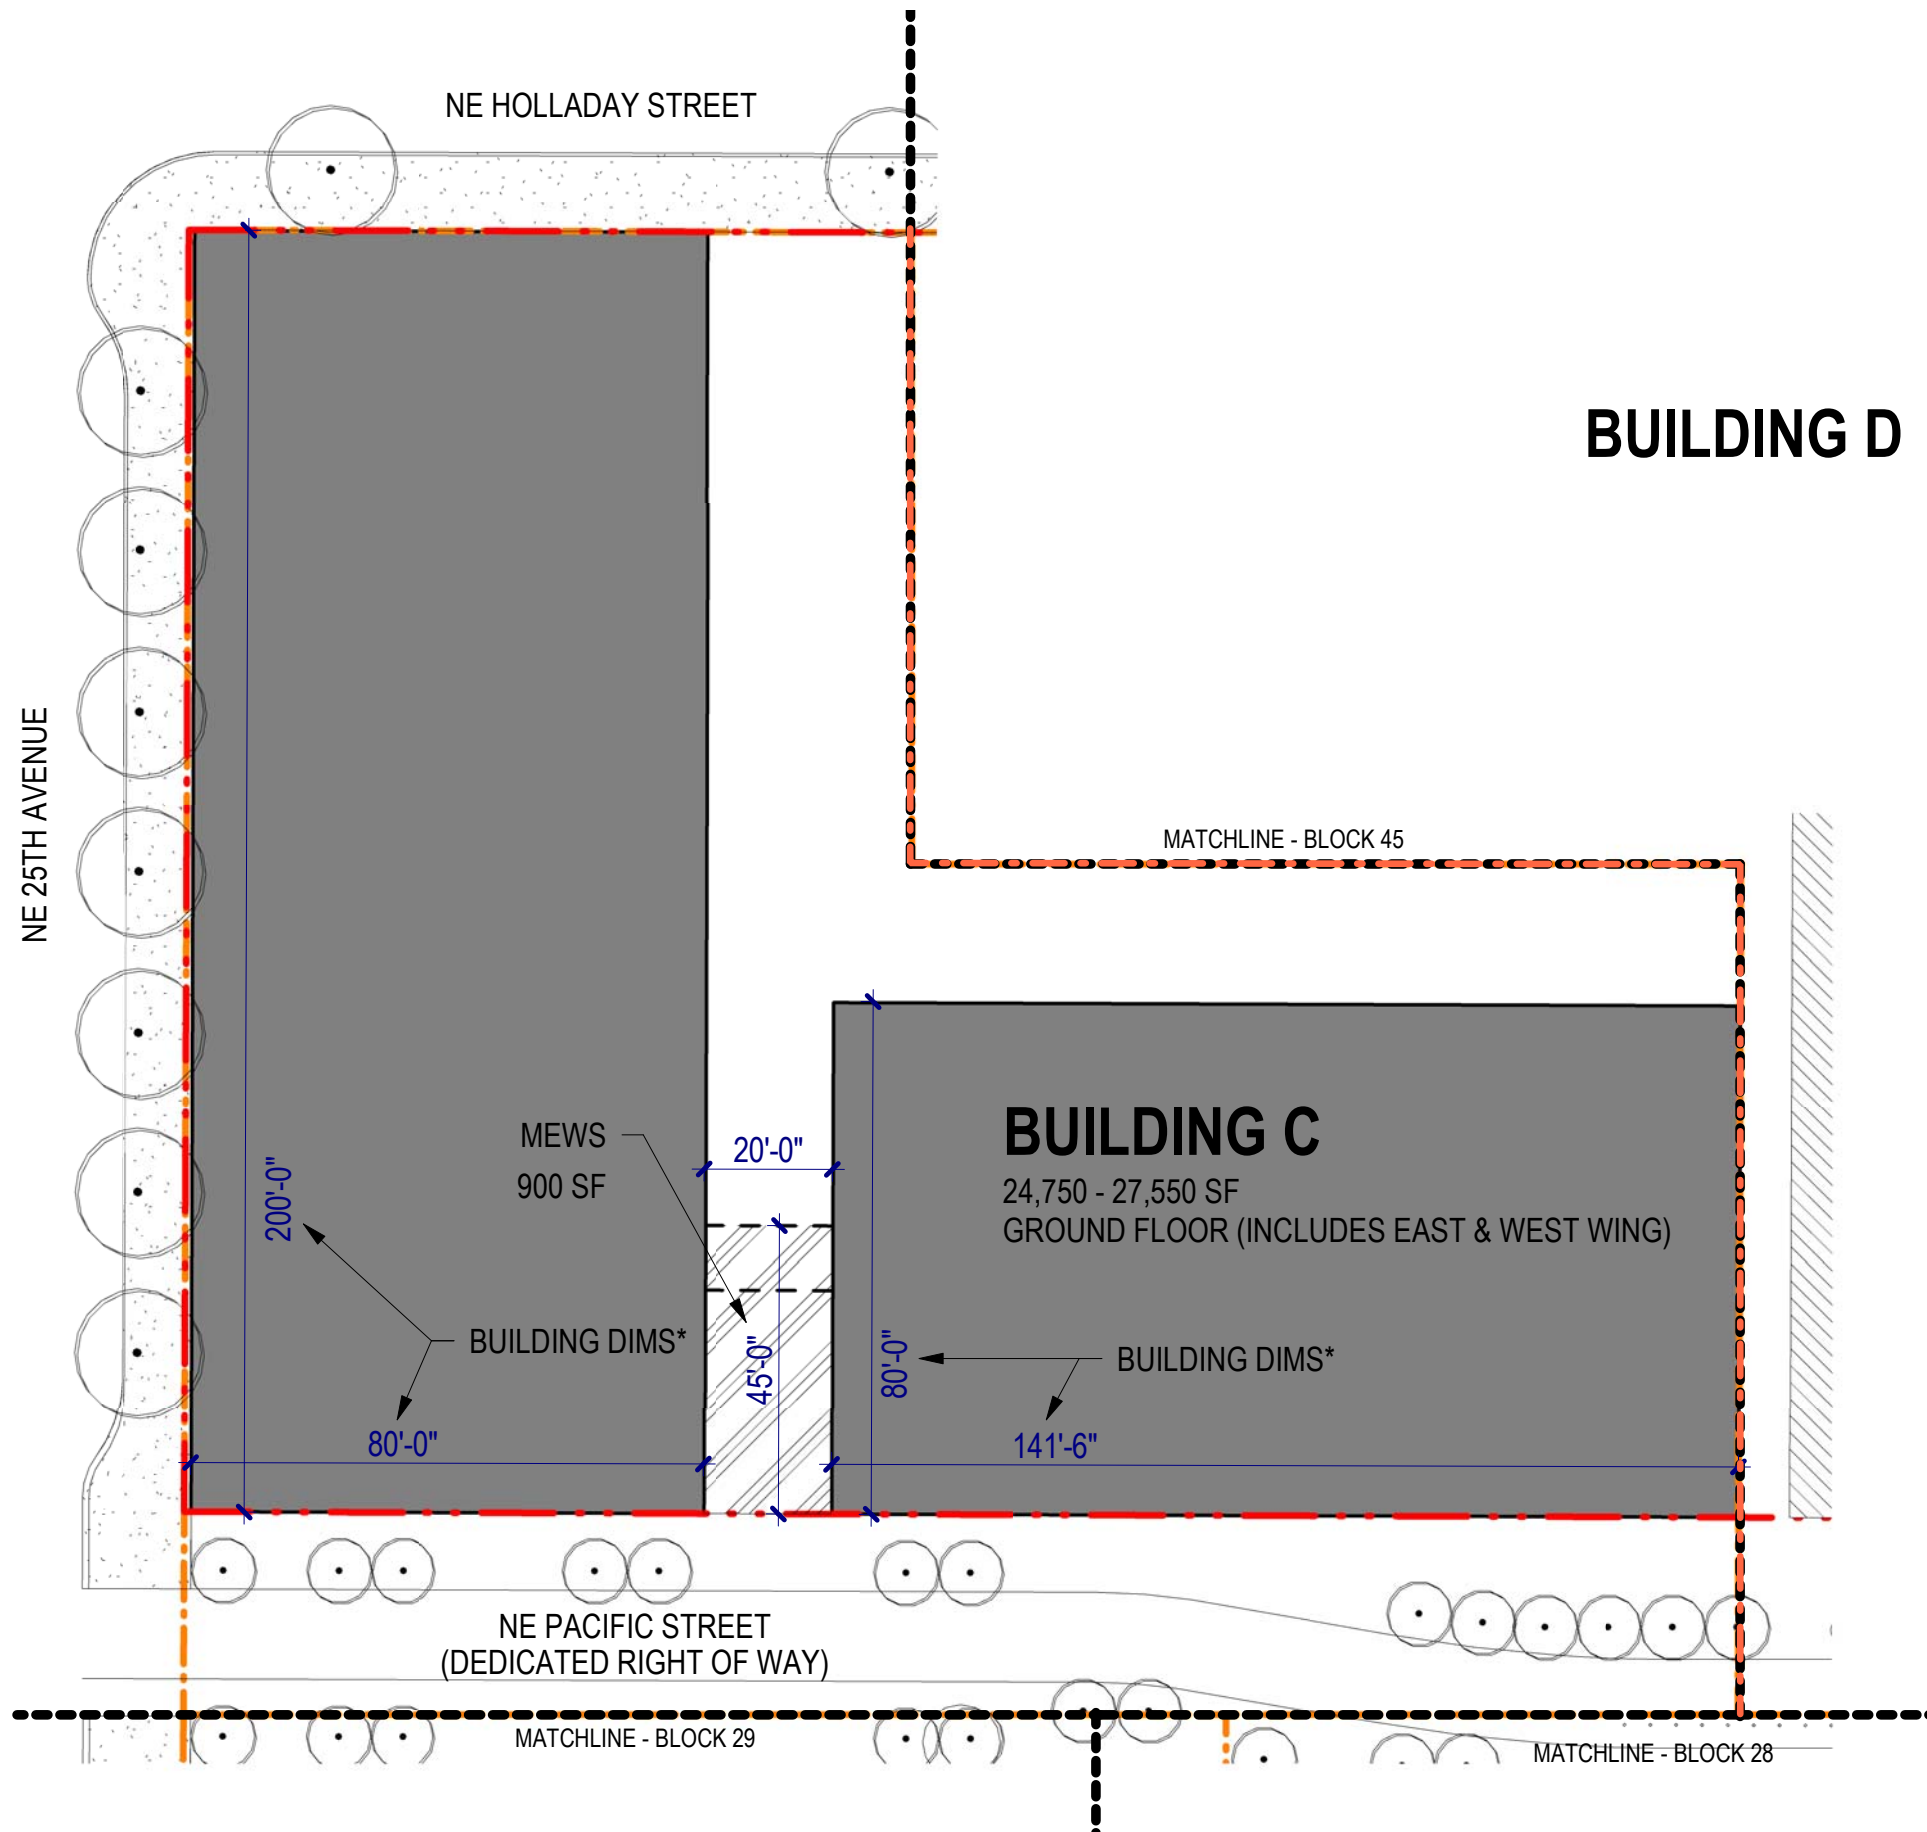 NE HOLLADAY STREET
BUILDING D
NE 25TH AVENUE
MATCHLINE - BLOCK 45
MEWS
900 SF
20'-0"
BUILDING C
24,750 - 27,550 SF
GROUND FLOOR (INCLUDES EAST & WEST WING)
200'-0"
BUILDING DIMS*
45'-0"
80'-0"
BUILDING DIMS*
80'-0"
141'-6"
NE PACIFIC STREET
(DEDICATED RIGHT OF WAY)
MATCHLINE - BLOCK 29
MATCHLINE - BLOCK 28